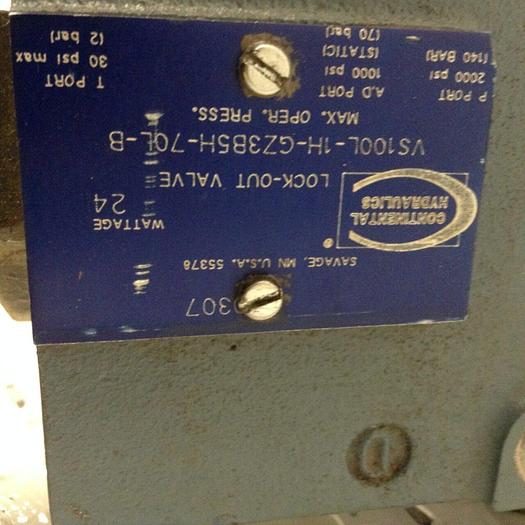 307
SAVAGE, MN U.S.A. 55378
®
CONTINENTAL
HYDRAULICS
LOCK-OUT VALVE
WATTAGE
24
VS100L-1H-GZ3B5H-70L-B
MAX. OPER. PRESS.
P PORT
2000 psi
(140 BAR)
A,D PORT
1000 psi
(STATIC)
(70 bar)
T PORT
30 psi max
(2 bar)